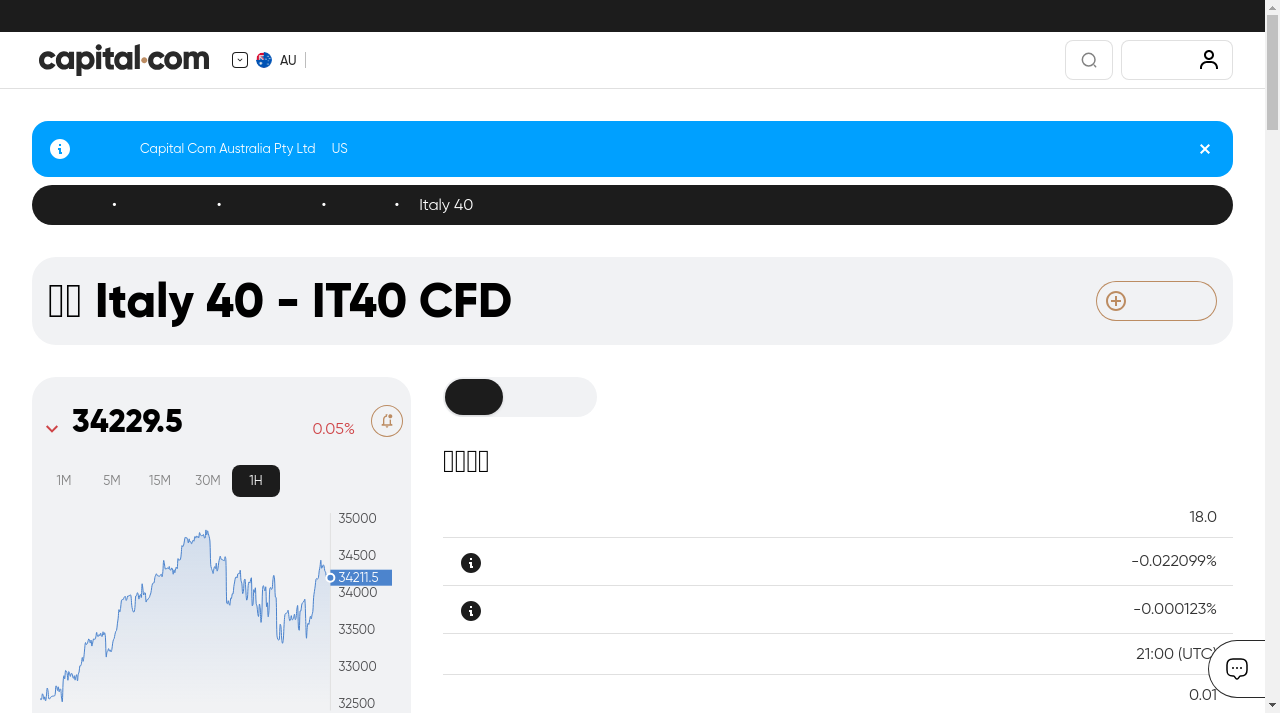 capital.com
AU
Capital Com Australia Pty Ltd US
Italy 40
Italy 40 - IT40 CFD
34229.5
0.05%
1M 5M 15M 30M 1H
35000
34500
34211.5
34000
33500
33000
32500
18.0
-0.022099%
-0.000123%
21:00 (UTC)
0.01